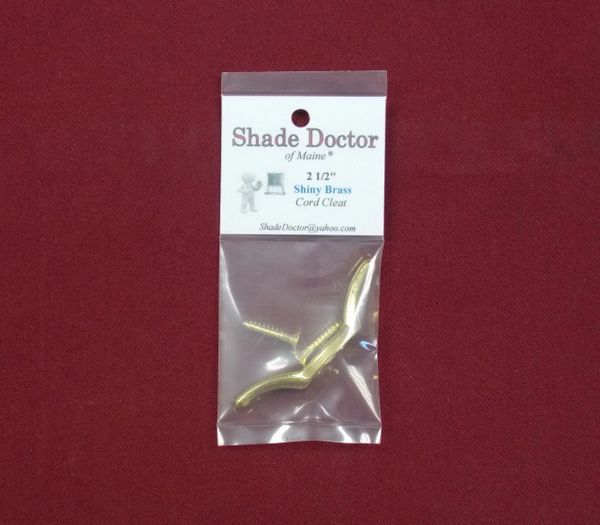 Shade Doctor
of Maine®
2 1/2"
Shiny Brass
Cord Cleat
ShadeDoctor@yahoo.com